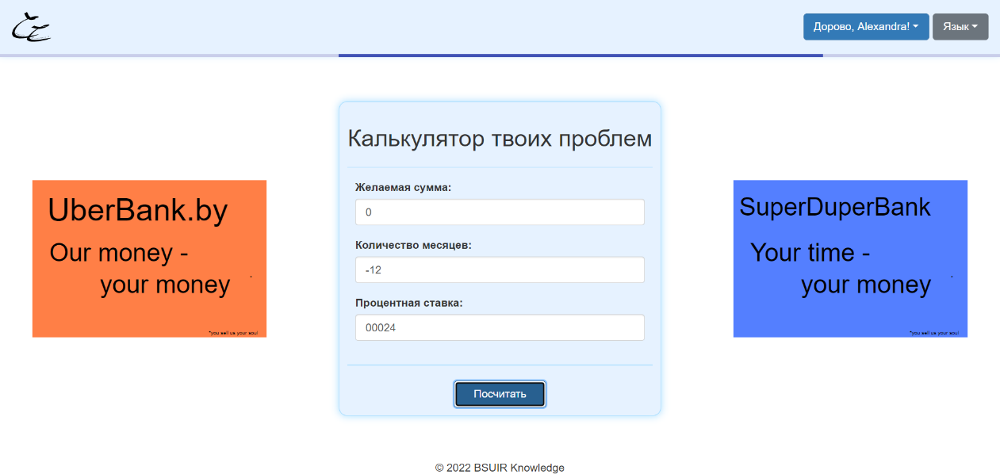 Дорово, Alexandra!
Язык
Калькулятор твоих проблем
Желаемая сумма:
0
Количество месяцев:
-12
Процентная ставка:
00024
Посчитать
UberBank.by
Our money -
your money
*you sell us your soul
SuperDuperBank
Your time -
your money
*you sell us your soul
© 2022 BSUIR Knowledge